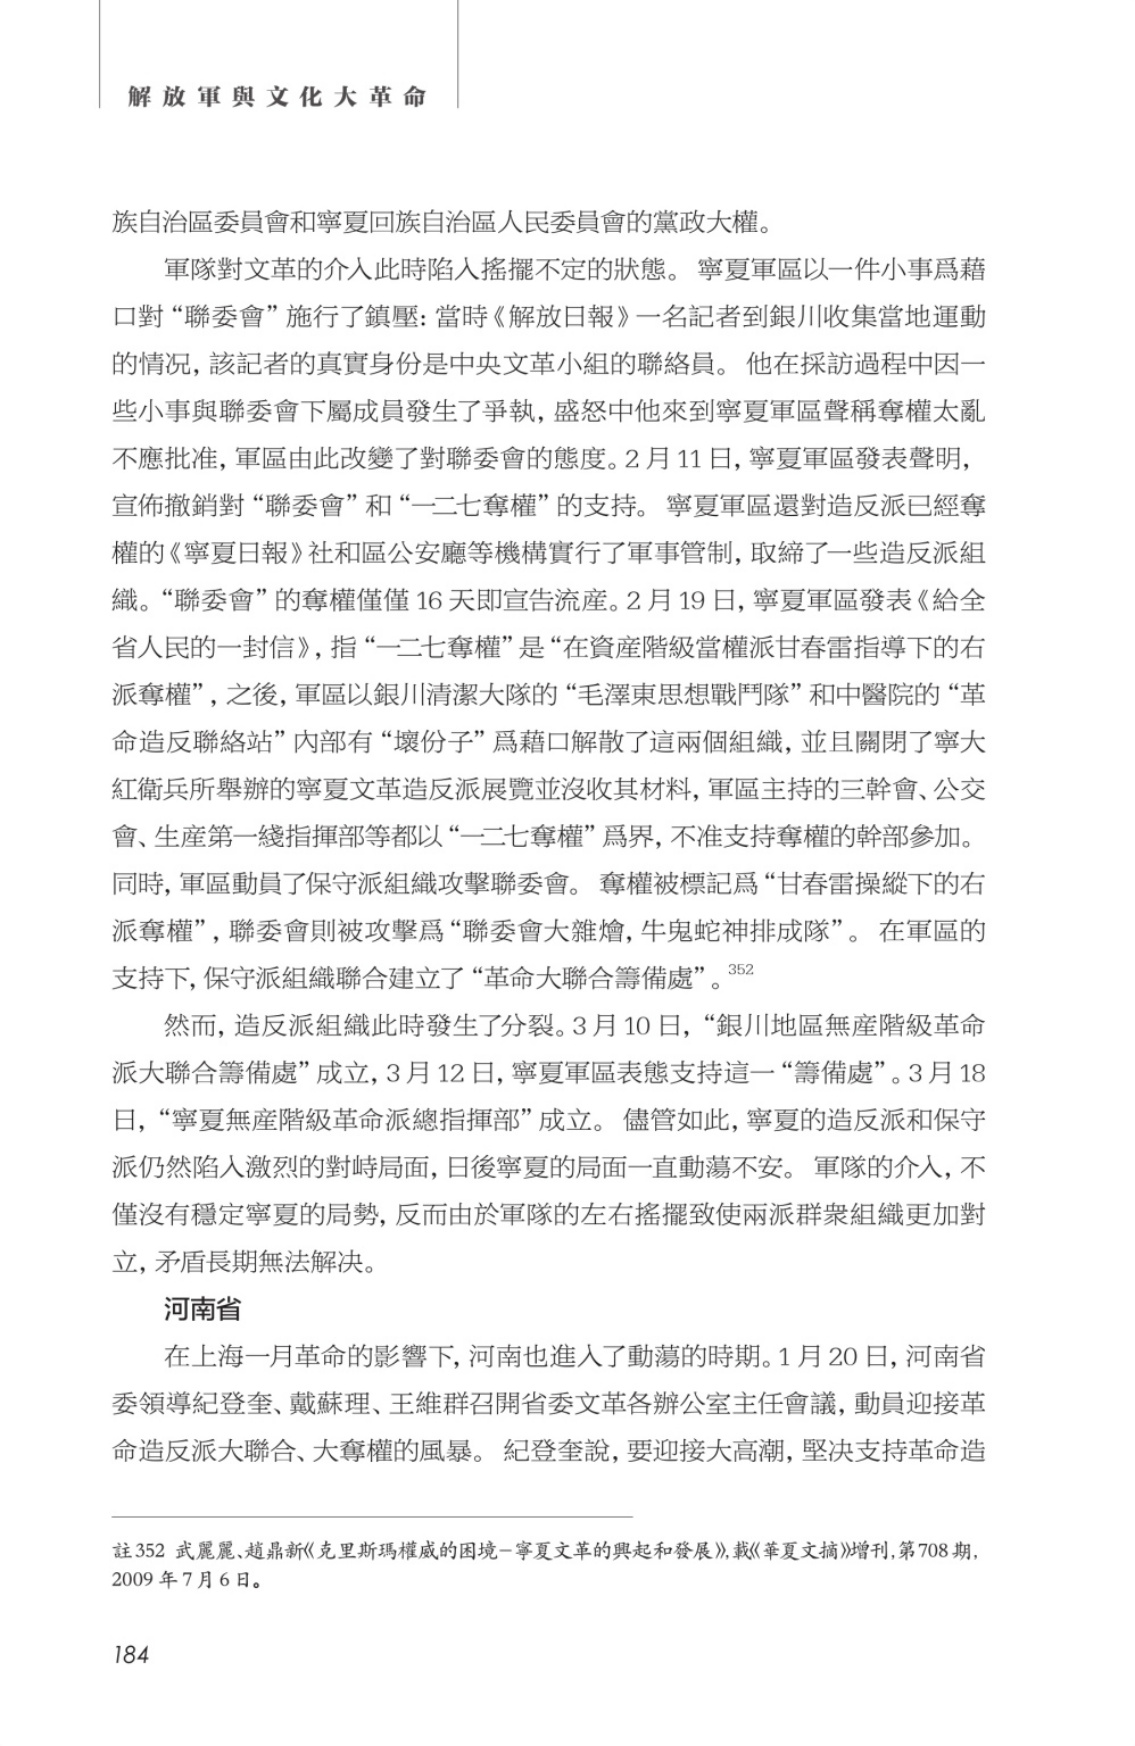 解放軍與文化大革命
族自治區委員會和寧夏回族自治區人民委員會的黨政大權。
軍隊對文革的介入此時陷入搖擺不定的狀態。 寧夏軍區以一件小事爲藉
口對“聯委會”施行了鎮壓: 當時《解放日報》一名記者到銀川收集當地運動
的情况, 該記者的真實身份是中央文革小組的聯絡員。 他在採訪過程中因一
些小事與聯委會下屬成員發生了爭執, 盛怒中他來到寧夏軍區聲稱奪權太亂
不應批准, 軍區由此改變了對聯委會的態度。2 月 11 日, 寧夏軍區發表聲明,
宣佈撤銷對“聯委會”和“一二七奪權”的支持。 寧夏軍區還對造反派已經奪
權的《寧夏日報》社和區公安廳等機構實行了軍事管制, 取締了一些造反派組
織。“聯委會”的奪權僅僅 16 天即宣告流産。2 月 19 日, 寧夏軍區發表《給全
省人民的一封信》, 指“一二七奪權”是“在資産階級當權派甘春雷指導下的右
派奪權”, 之後, 軍區以銀川清潔大隊的“毛澤東思想戰鬥隊”和中醫院的“革
命造反聯絡站”內部有“壞份子”爲藉口解散了這兩個組織, 並且關閉了寧大
紅衛兵所舉辦的寧夏文革造反派展覽並沒收其材料, 軍區主持的三幹會、公交
會、生産第一綫指揮部等都以“一二七奪權”爲界, 不准支持奪權的幹部參加。
同時, 軍區動員了保守派組織攻擊聯委會。 奪權被標記爲“甘春雷操縱下的右
派奪權”, 聯委會則被攻擊爲“聯委會大雜燴, 牛鬼蛇神排成隊”。 在軍區的
支持下, 保守派組織聯合建立了“革命大聯合籌備處”。352
然而, 造反派組織此時發生了分裂。3 月 10 日, “銀川地區無産階級革命
派大聯合籌備處”成立, 3 月 12 日, 寧夏軍區表態支持這一“籌備處”。3 月 18
日, “寧夏無産階級革命派總指揮部”成立。 儘管如此, 寧夏的造反派和保守
派仍然陷入激烈的對峙局面, 日後寧夏的局面一直動蕩不安。 軍隊的介入, 不
僅沒有穩定寧夏的局勢, 反而由於軍隊的左右搖擺致使兩派群衆組織更加對
立, 矛盾長期無法解决。
河南省
在上海一月革命的影響下, 河南也進入了動蕩的時期。1 月 20 日, 河南省
委領導紀登奎、戴蘇理、王維群召開省委文革各辦公室主任會議, 動員迎接革
命造反派大聯合、大奪權的風暴。 紀登奎說, 要迎接大高潮, 堅决支持革命造
註352 武麗麗、趙鼎新《克里斯瑪權威的困境－寧夏文革的興起和發展》, 載《華夏文摘》增刊, 第 708 期,
2009 年 7 月 6 日。
184